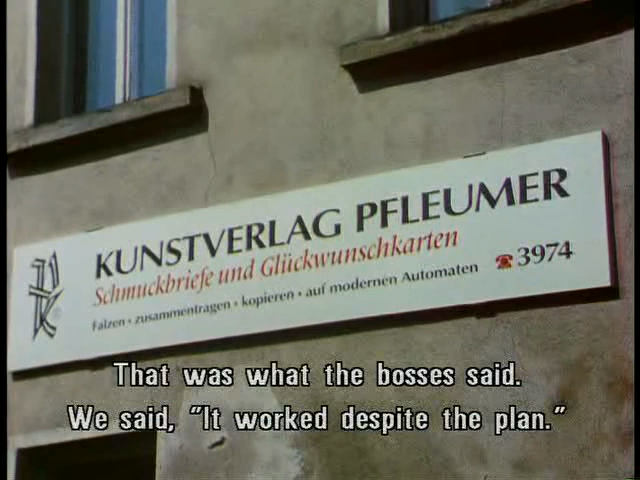 KUNSTVERLAG PFLEUMER
Schmuckbriefe und Glückwunschkarten
Falzen • zusammentragen • kopieren • auf modernen Automaten ☎ 3974
That was what the bosses said.
We said, "It worked despite the plan."